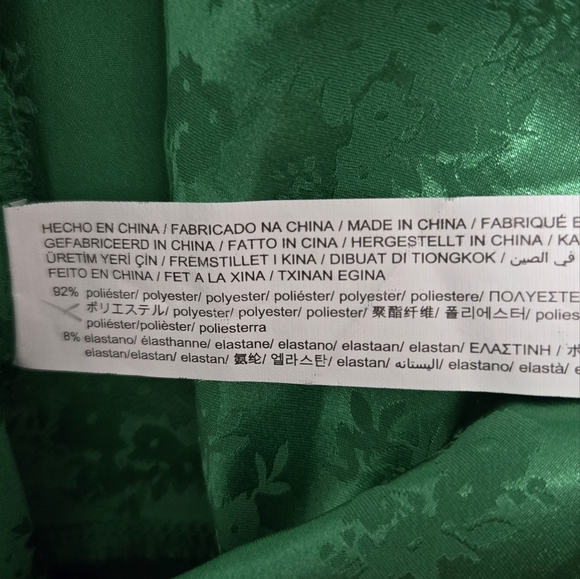 HECHO EN CHINA / FABRICADO NA CHINA / MADE IN CHINA / FABRIQUÉ E
GEFABRICEERD IN CHINA / FATTO IN CINA / HERGESTELLT IN CHINA / KA
ÜRETİM YERİ ÇİN / FREMSTILLET I KINA / DIBUAT DI TIONGKOK / في الصين
FEITO EN CHINA / FET A LA XINA / TXINAN EGINA
92% poliéster/ polyester/ polyester/ poliéster/ polyester/ poliestere/ ΠΟΛΥΕΣΤΕ
ポリエステル/ polyester/ polyester/ poliester/ 聚酯纤维/ 폴리에스터/ polies
poliéster/polièster/ poliesterra
8% elastano/ élasthanne/ elastane/ elastano/ elastaan/ elastan/ ΕΛΑΣΤΙΝΗ / ポ
elastan/elastan/ elastan/ 氨纶/ 엘라스탄/ elastan/ اليستانه/ elastano/ elastà/ e